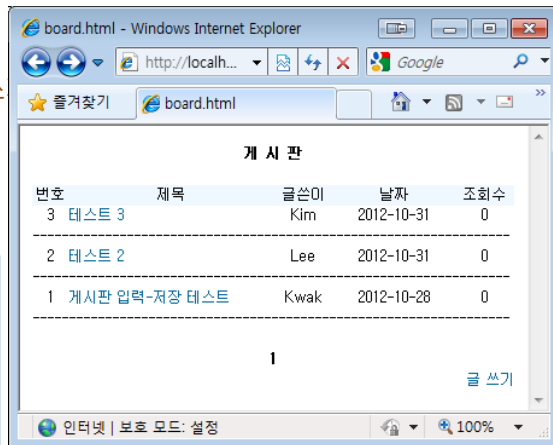 board.html - Windows Internet Explorer
http://localh...
Google
즐겨찾기
board.html
게 시 판
번호 제목 글쓴이 날짜 조회수
3 테스트 3 Kim 2012-10-31 0
2 테스트 2 Lee 2012-10-31 0
1 게시판 입력-저장 테스트 Kwak 2012-10-28 0
1
글 쓰기
인터넷 | 보호 모드: 설정
100%